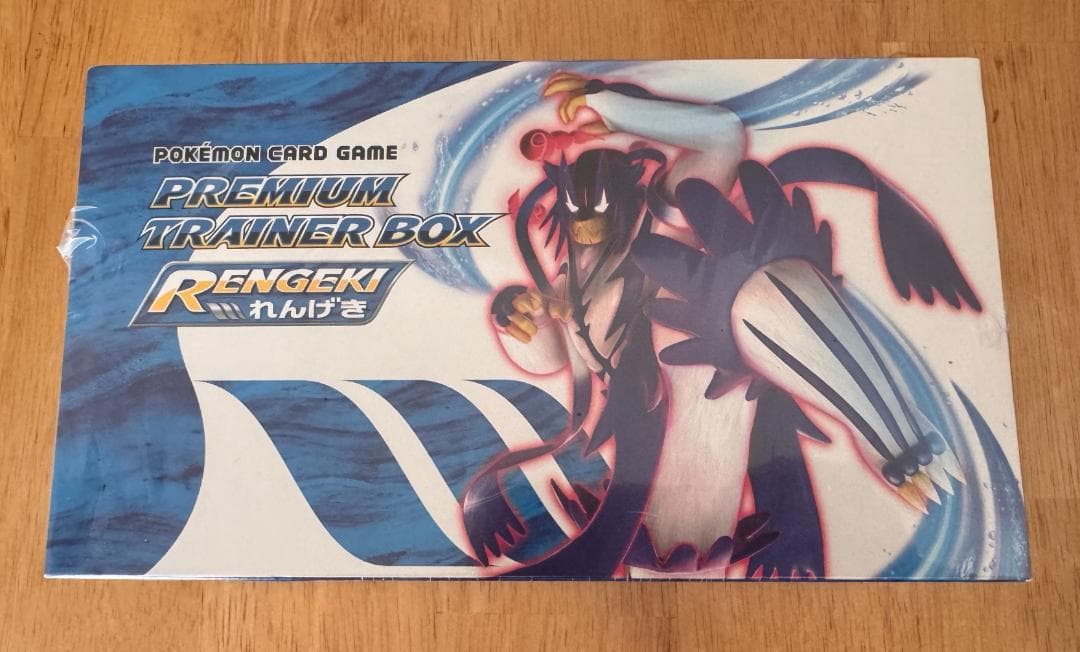 POKÉMON CARD GAME
PREMIUM
TRAINER BOX
RENGEKI
れんげき